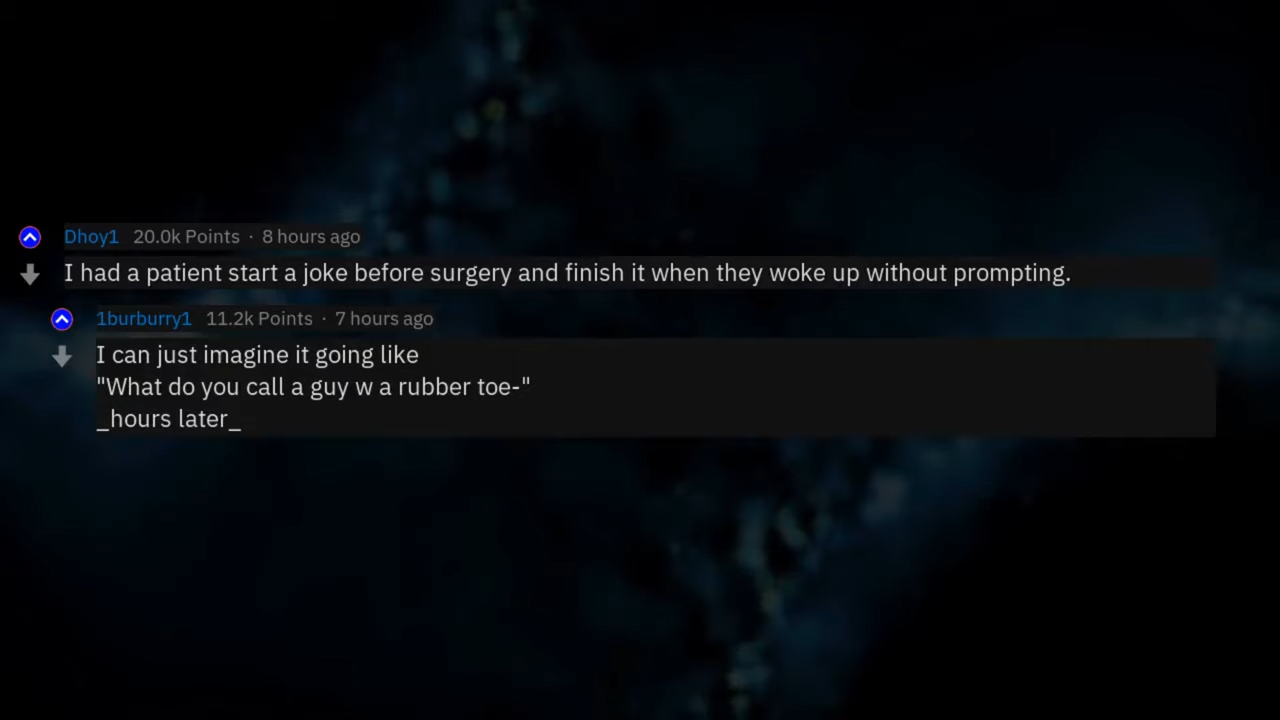 Dhoy1 20.0k Points · 8 hours ago
I had a patient start a joke before surgery and finish it when they woke up without prompting.
1burburry1 11.2k Points · 7 hours ago
I can just imagine it going like
"What do you call a guy w a rubber toe-"
_hours later_